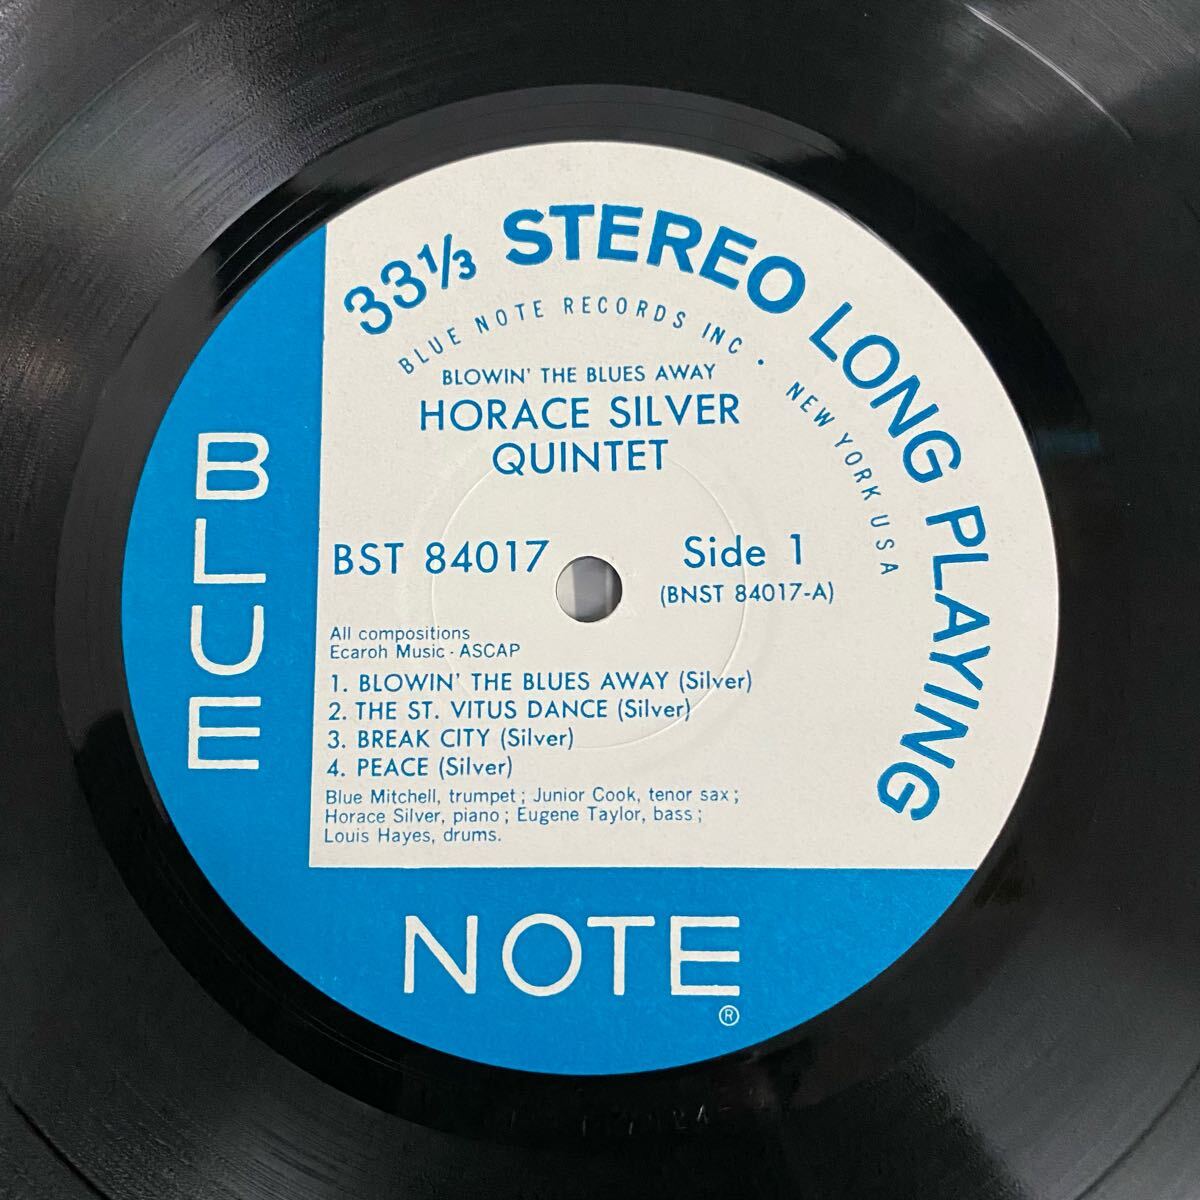 33⅓ STEREO LONG PLAYING
BLUE NOTE RECORDS INC • NEW YORK USA
BLOWIN' THE BLUES AWAY
HORACE SILVER
QUINTET
BST 84017
Side 1
(BNST 84017-A)
All compositions
Ecaroh Music - ASCAP
1. BLOWIN' THE BLUES AWAY (Silver)
2. THE ST. VITUS DANCE (Silver)
3. BREAK CITY (Silver)
4. PEACE (Silver)
Blue Mitchell, trumpet ; Junior Cook, tenor sax ;
Horace Silver, piano ; Eugene Taylor, bass ;
Louis Hayes, drums.
BLUE
NOTE
®